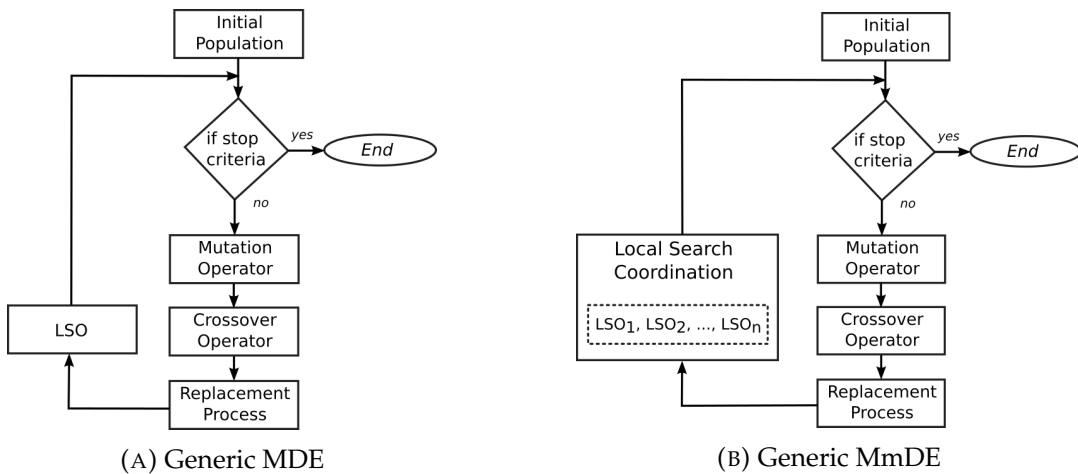 Initial
Population
if stop
criteria
yes
End
no
Mutation
Operator
LSO
Crossover
Operator
Replacement
Process
(A) Generic MDE
Initial
Population
if stop
criteria
yes
End
no
Local Search
Coordination
Mutation
Operator
LSO1, LSO2, ..., LSOn
Crossover
Operator
Replacement
Process
(B) Generic MmDE